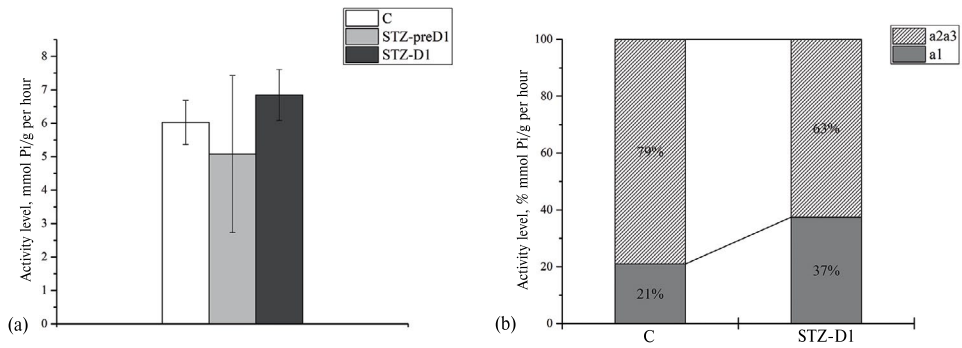 C
STZ-preD1
STZ-D1
Activity level, mmol Pi/g per hour
8
7
6
5
4
3
2
1
0
(a)
a2a3
a1
Activity level, % mmol Pi/g per hour
100
80
60
40
20
0
79%
63%
21%
37%
C
STZ-D1
(b)